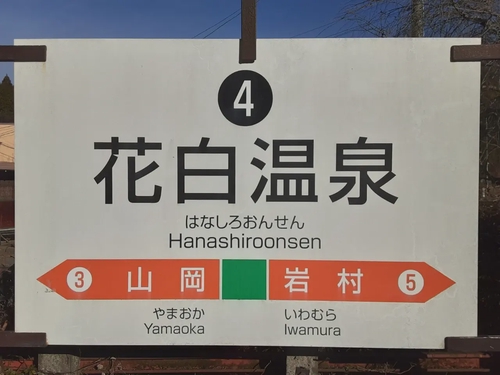 4
花白温泉
はなしろおんせん
Hanashiroonsen
3 山岡 岩村 5
やまおか いわむら
Yamaoka Iwamura